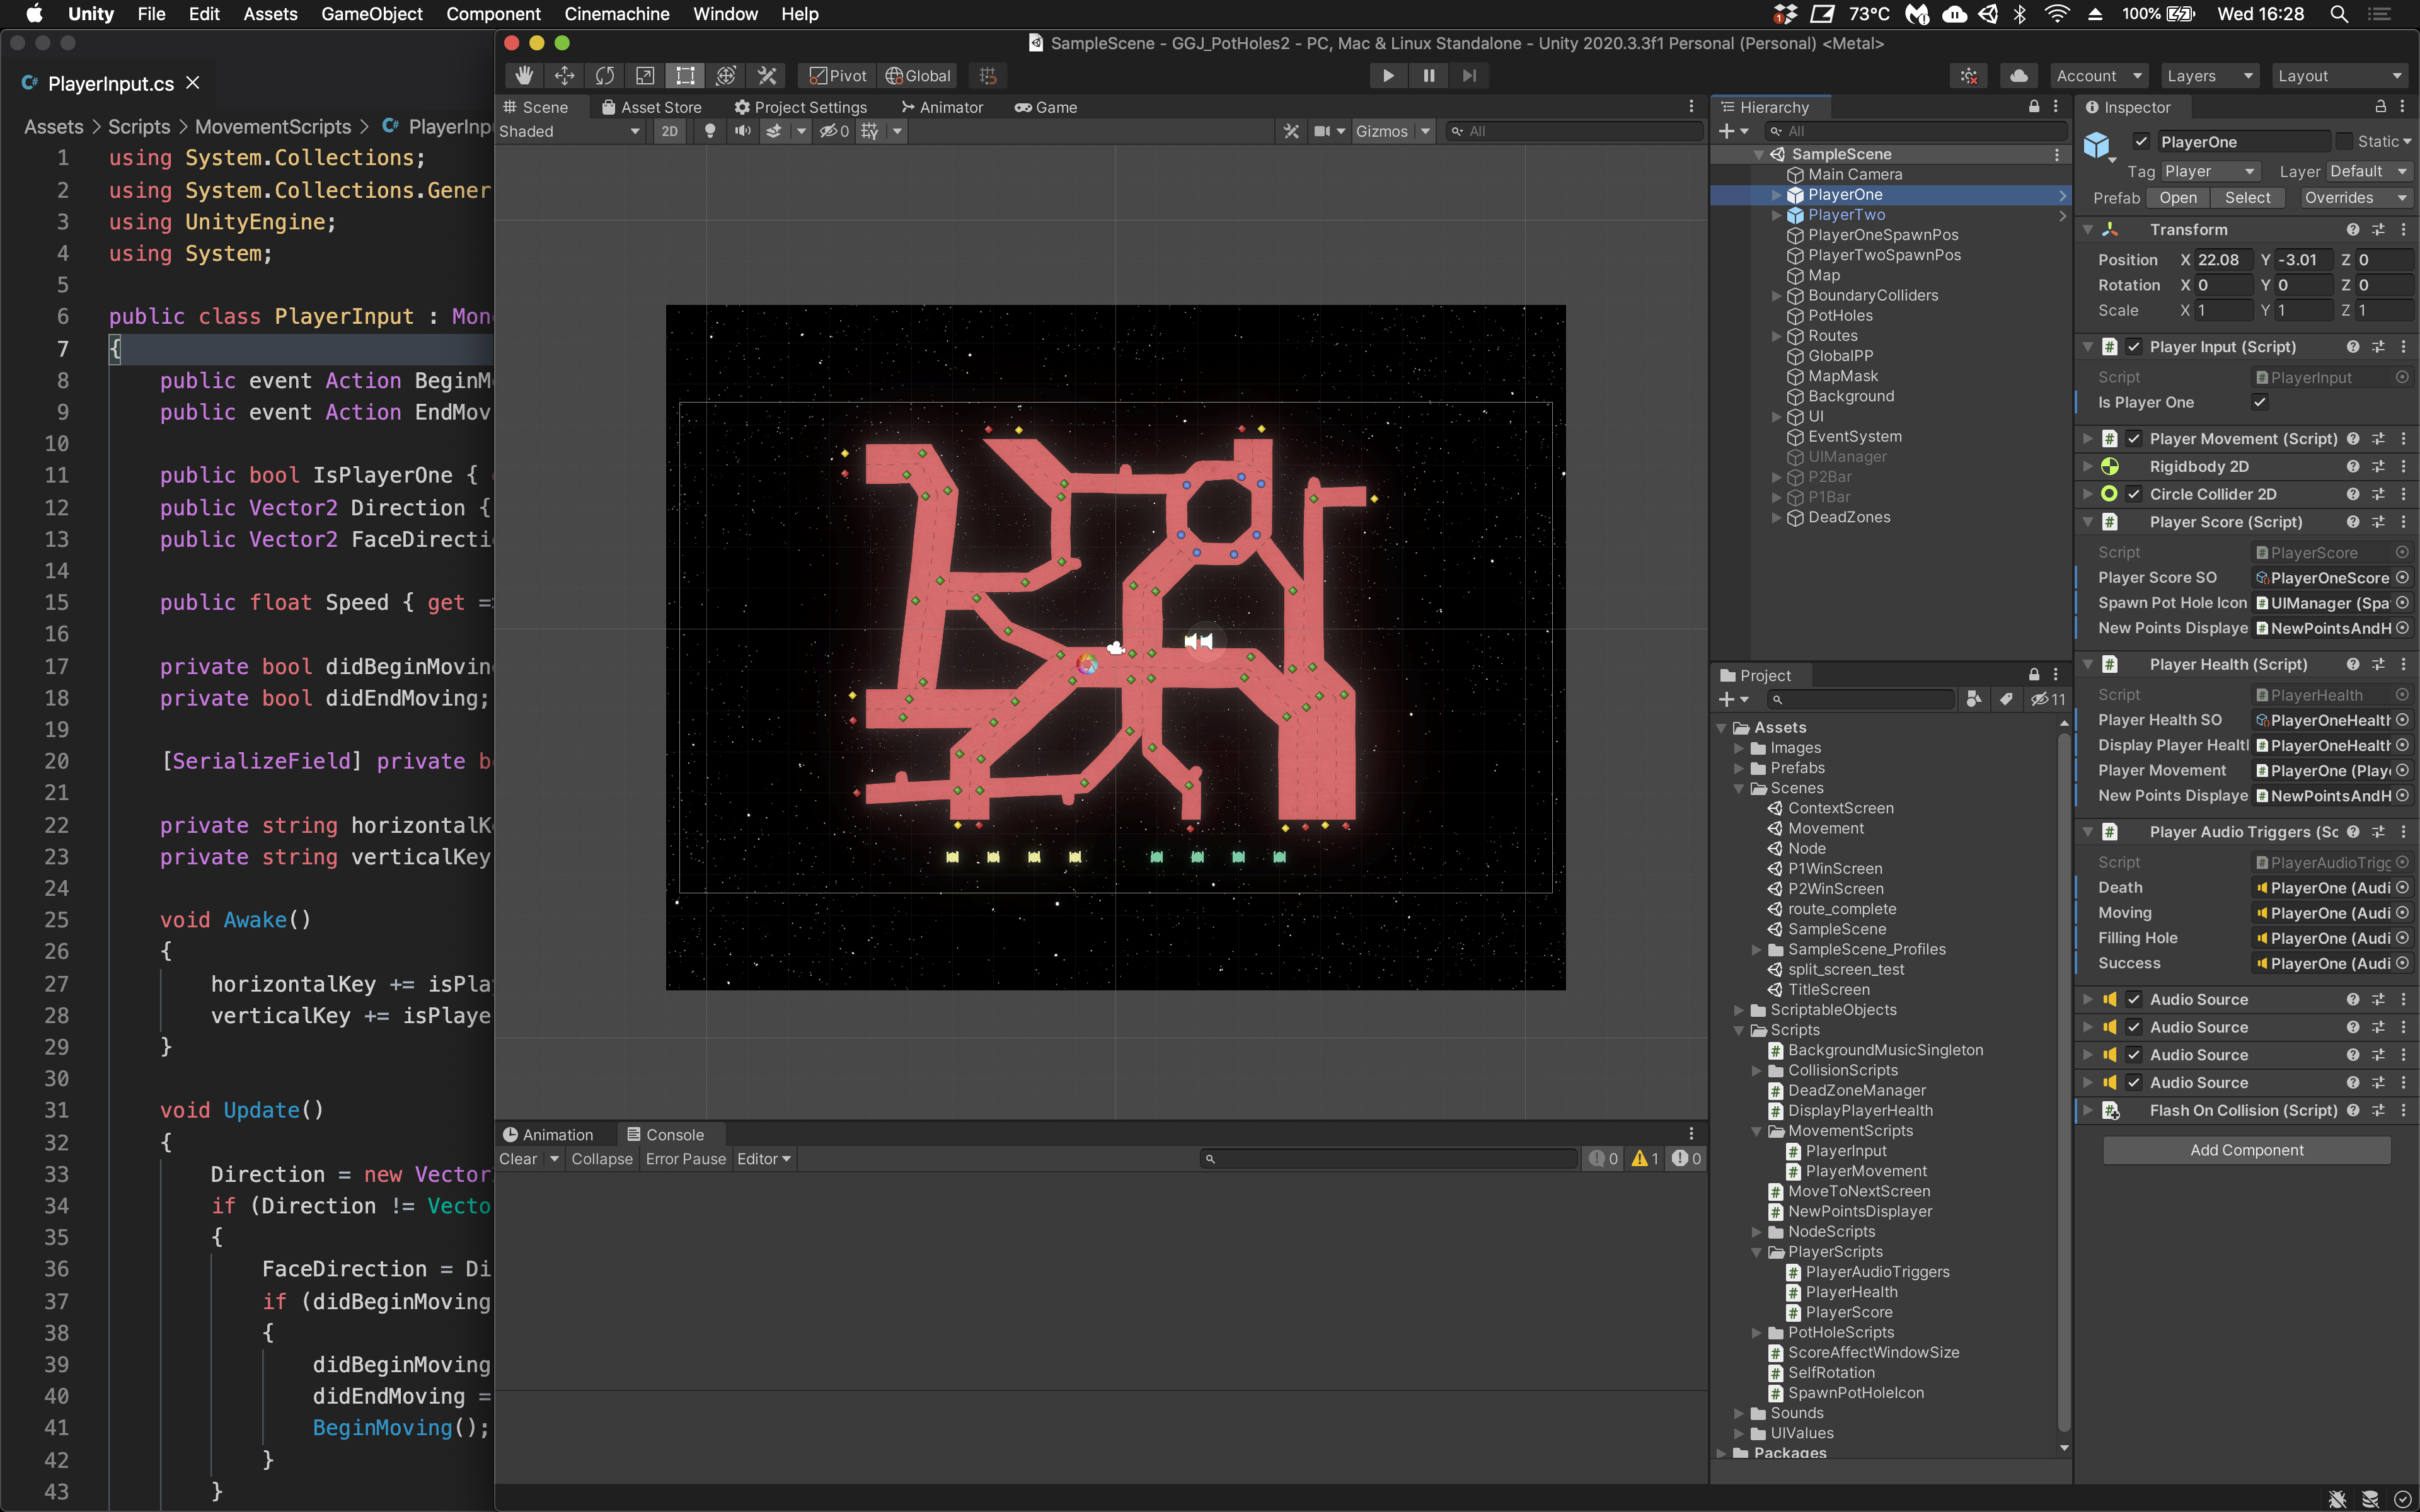 Unity File Edit Assets GameObject Component Cinemachine Window Help
1 73°C 100% Wed 16:28
PlayerInput.cs
Assets > Scripts > MovementScripts > PlayerInp
1 using System.Collections;
2 using System.Collections.Gener
3 using UnityEngine;
4 using System;
5
6 public class PlayerInput : Mon
7 {
8 public event Action BeginM
9 public event Action EndMov
10
11 public bool IsPlayerOne {
12 public Vector2 Direction {
13 public Vector2 FaceDirecti
14
15 public float Speed { get =
16
17 private bool didBeginMovin
18 private bool didEndMoving;
19
20 [SerializeField] private b
21
22 private string horizontalK
23 private string verticalKey
24
25 void Awake()
26 {
27 horizontalKey += isPla
28 verticalKey += isPlaye
29 }
30
31 void Update()
32 {
33 Direction = new Vector
34 if (Direction != Vecto
35 {
36 FaceDirection = Di
37 if (didBeginMoving
38 {
39 didBeginMoving
40 didEndMoving =
41 BeginMoving();
42 }
43 }
SampleScene - GGJ_PotHoles2 - PC, Mac & Linux Standalone - Unity 2020.3.3f1 Personal (Personal) <Metal>
Pivot Global
Account Layers Layout
Scene Asset Store Project Settings Animator Game
Shaded 2D 0 Gizmos All
Animation Console
Clear Collapse Error Pause Editor 0 1 0
Hierarchy
All
SampleScene
Main Camera
PlayerOne
PlayerTwo
PlayerOneSpawnPos
PlayerTwoSpawnPos
Map
BoundaryColliders
PotHoles
Routes
GlobalPP
MapMask
Background
UI
EventSystem
UIManager
P2Bar
P1Bar
DeadZones
Project
11
Assets
Images
Prefabs
Scenes
ContextScreen
Movement
Node
P1WinScreen
P2WinScreen
route_complete
SampleScene
SampleScene_Profiles
split_screen_test
TitleScreen
ScriptableObjects
Scripts
BackgroundMusicSingleton
CollisionScripts
DeadZoneManager
DisplayPlayerHealth
MovementScripts
PlayerInput
PlayerMovement
MoveToNextScreen
NewPointsDisplayer
NodeScripts
PlayerScripts
PlayerAudioTriggers
PlayerHealth
PlayerScore
PotHoleScripts
ScoreAffectWindowSize
SelfRotation
SpawnPotHoleIcon
Sounds
UIValues
Packages
Inspector
PlayerOne Static
Tag Player Layer Default
Prefab Open Select Overrides
Transform
Position X 22.08 Y -3.01 Z 0
Rotation X 0 Y 0 Z 0
Scale X 1 Y 1 Z 1
Player Input (Script)
Script PlayerInput
Is Player One
Player Movement (Script)
Rigidbody 2D
Circle Collider 2D
Player Score (Script)
Script PlayerScore
Player Score SO PlayerOneScore
Spawn Pot Hole Icon UIManager (Spa
New Points Displaye NewPointsAndH
Player Health (Script)
Script PlayerHealth
Player Health SO PlayerOneHealth
Display Player Healt PlayerOneHealth
Player Movement PlayerOne (Play
New Points Displaye NewPointsAndH
Player Audio Triggers (Sc
Script PlayerAudioTrigg
Death PlayerOne (Audi
Moving PlayerOne (Audi
Filling Hole PlayerOne (Audi
Success PlayerOne (Audi
Audio Source
Audio Source
Audio Source
Audio Source
Flash On Collision (Script)
Add Component